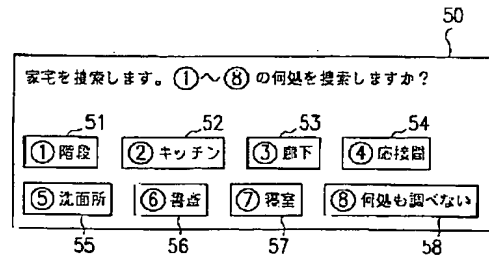 50
家宅を捜索します。①～⑧の何処を捜索しますか?
51 52 53 54
①階段 ②キッチン ③廊下 ④応接間
⑤洗面所 ⑥書斎 ⑦寝室 ⑧何処も調べない
55 56 57 58